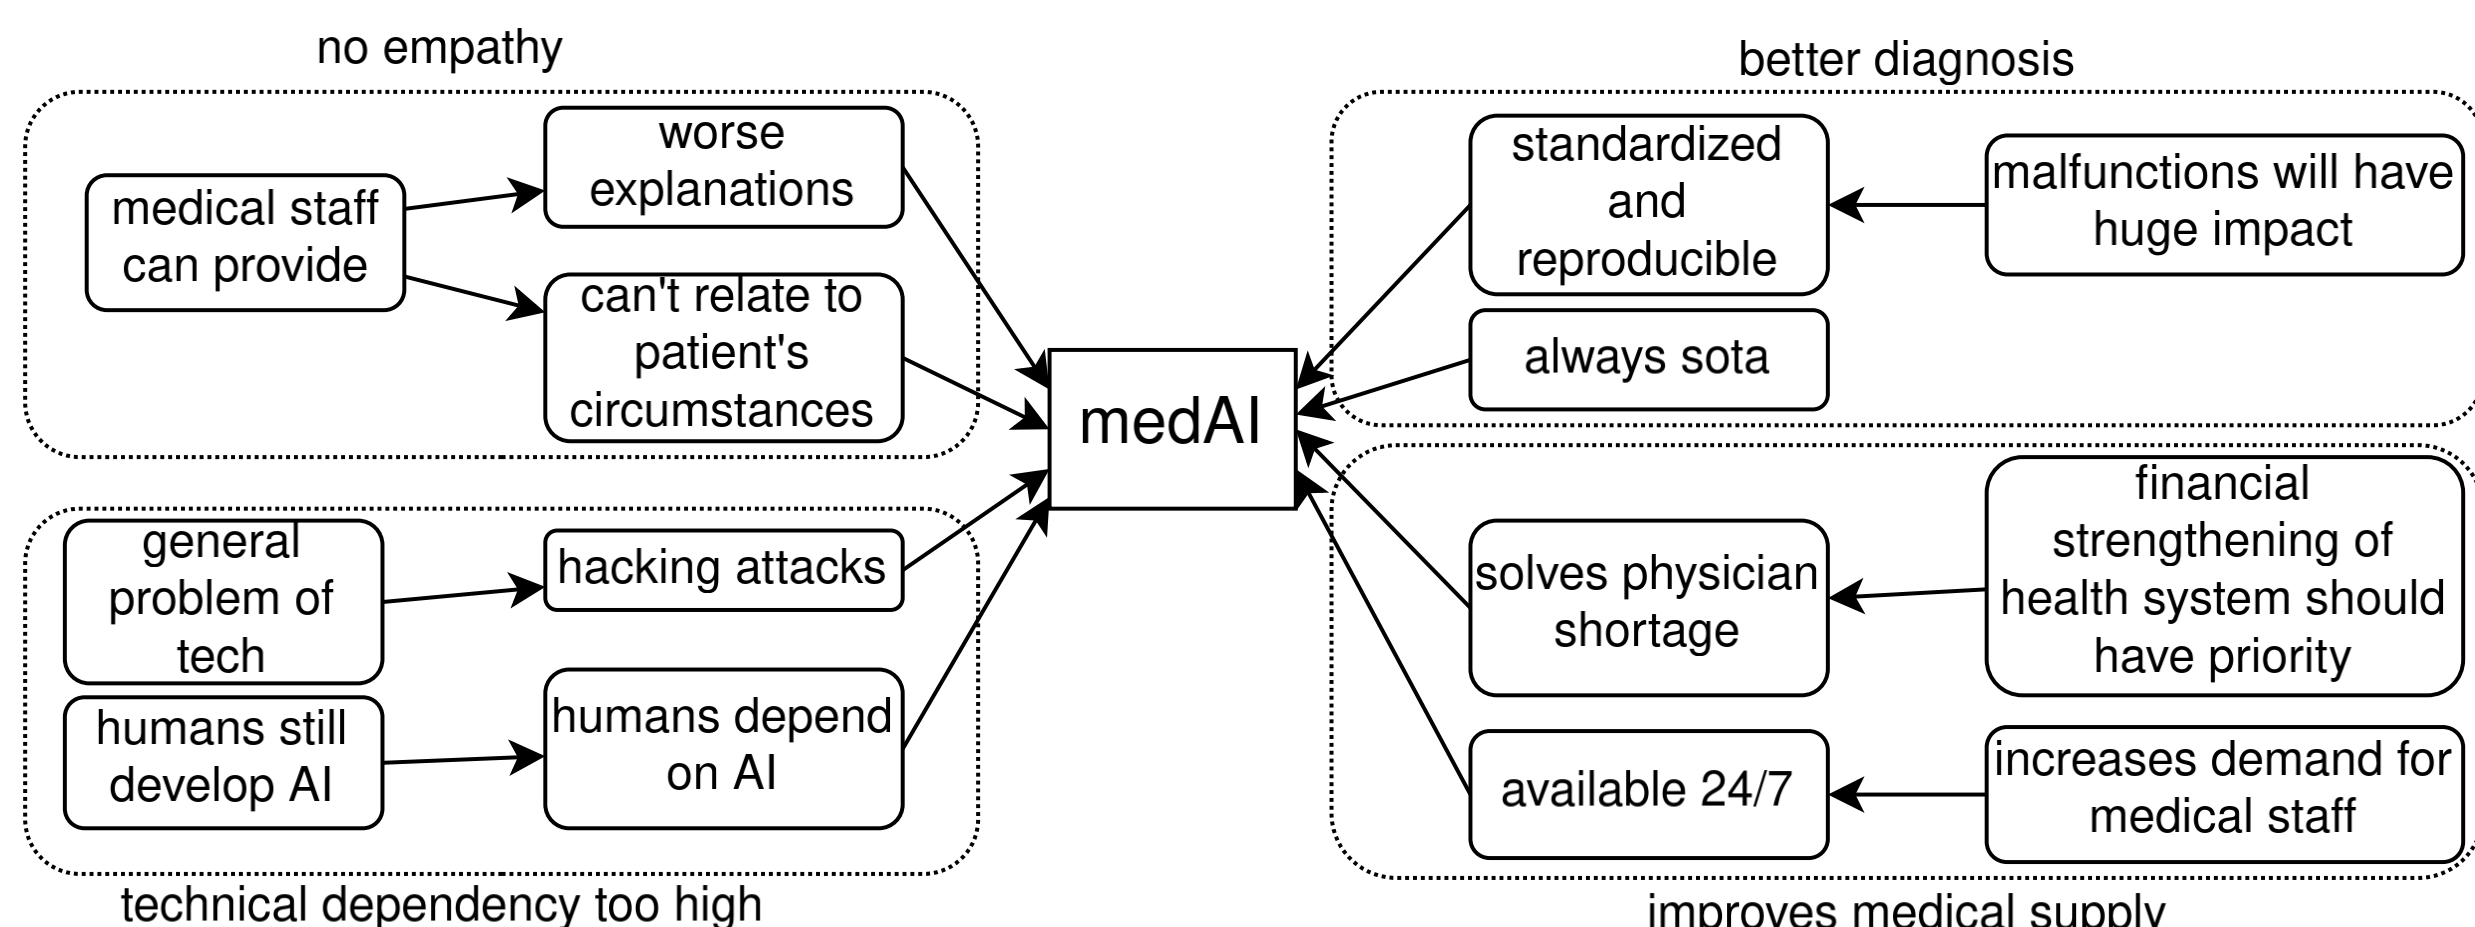 no empathy
worse
explanations
medical staff
can provide
can't relate to
patient's
circumstances
general
problem of
tech
hacking attacks
humans still
develop AI
humans depend
on AI
technical dependency too high
medAI
better diagnosis
standardized
and
reproducible
malfunctions will have
huge impact
always sota
solves physician
shortage
financial
strengthening of
health system should
have priority
available 24/7
increases demand for
medical staff
improves medical supply